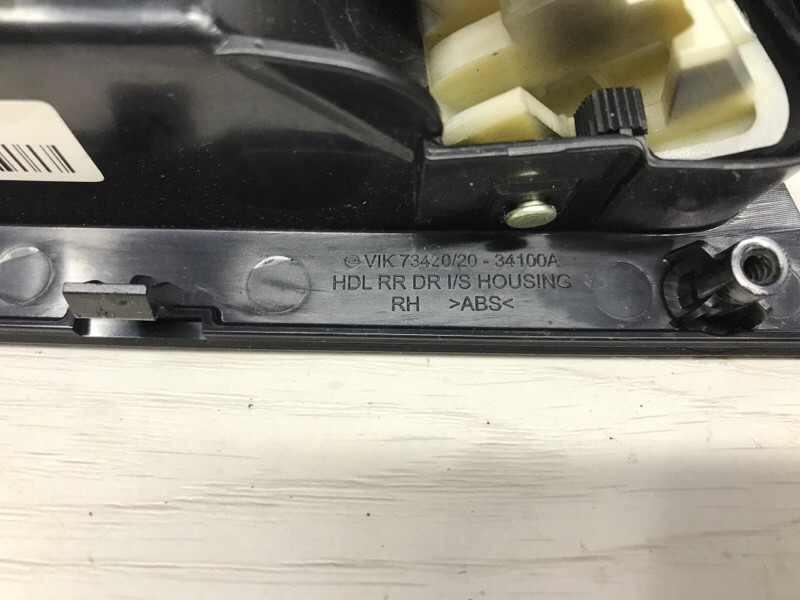 VIK 73420/20 - 34100A
HDL RR DR I/S HOUSING
RH >ABS<